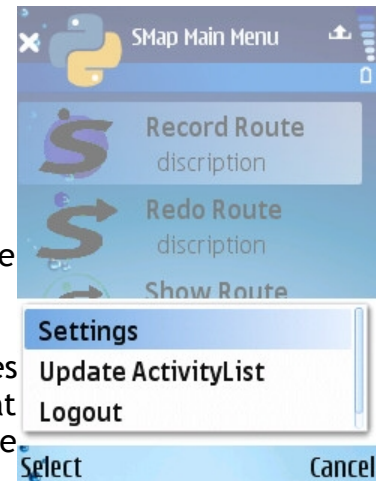 SMap Main Menu
Record Route
discription
Redo Route
discription
Show Route
Settings
Update ActivityList
Logout
Select Cancel